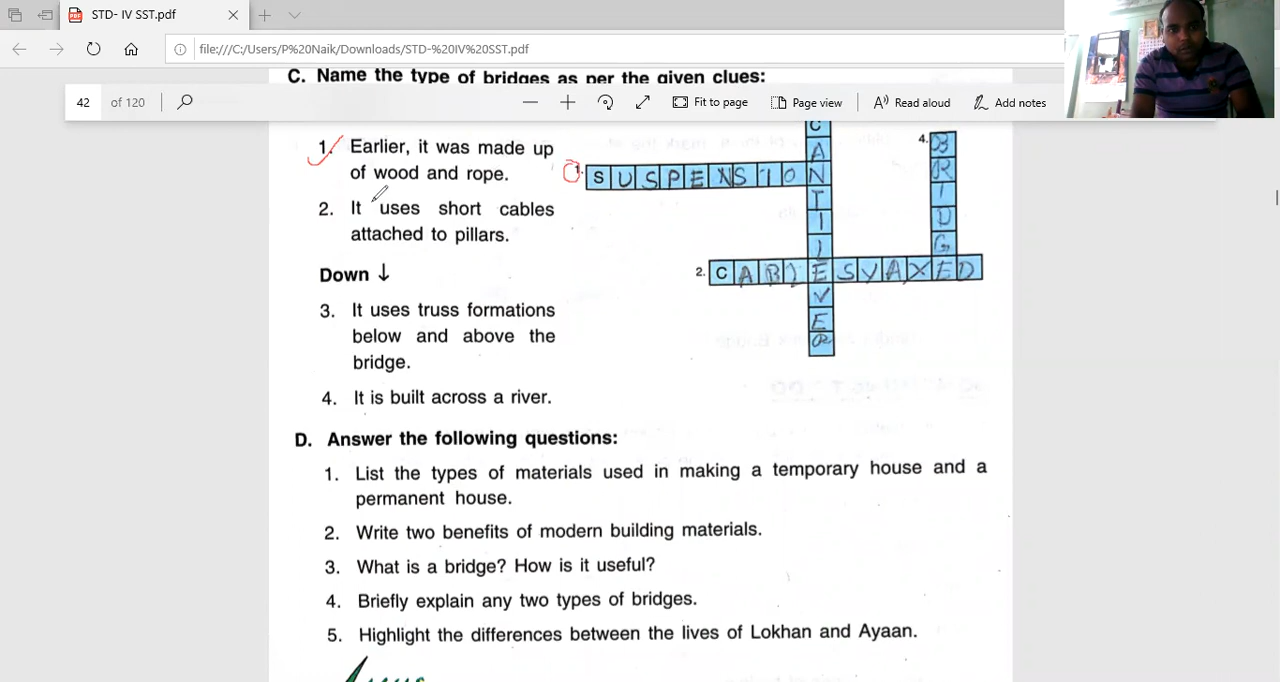 STD- IV SST.pdf
file:///C:/Users/P%20Naik/Downloads/STD-%20IV%20SST.pdf
C. Name the type of bridges as per the given clues:
42 of 120
Fit to page
Page view
Read aloud
Add notes
1. Earlier, it was made up
of wood and rope.
2. It uses short cables
attached to pillars.
Down ↓
3. It uses truss formations
below and above the
bridge.
4. It is built across a river.
1. SUSPENSION
CANTILEVER
4. BRIDGE
2. CABLESYAXED
D. Answer the following questions:
1. List the types of materials used in making a temporary house and a
permanent house.
2. Write two benefits of modern building materials.
3. What is a bridge? How is it useful?
4. Briefly explain any two types of bridges.
5. Highlight the differences between the lives of Lokhan and Ayaan.